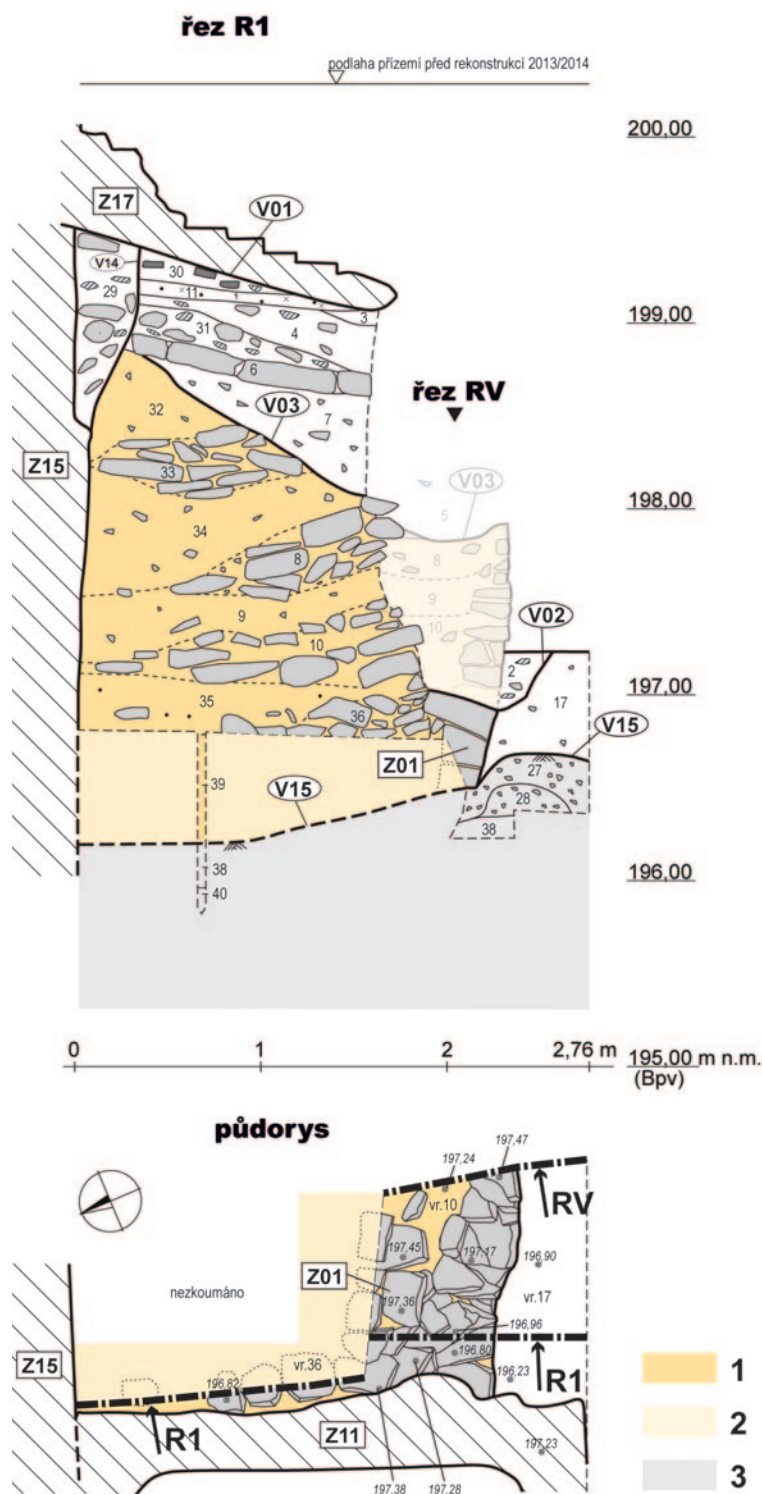 řez R1
podlaha přízemí před rekonstrukcí 2013/2014
200,00
Z17
V01
V14
30
29
11
3
199,00
31
4
6
řez RV
7
32
V03
Z15
33
V03
198,00
5
34
8
8
9
9
10
10
V02
2
197,00
35
17
36
V15
Z01
27
39
V15
28
38
196,00
38
40
0
1
2
2,76 m
195,00 m n.m.
(Bpv)
půdorys
197,47
197,24
vr.10
RV
197,45
197,17
196,90
Z01
nezkoumáno
197,36
vr.17
196,96
Z15
vr.36
196,80
1
196,82
196,23
R1
R1
2
Z11
197,23
197,38
197,28
3